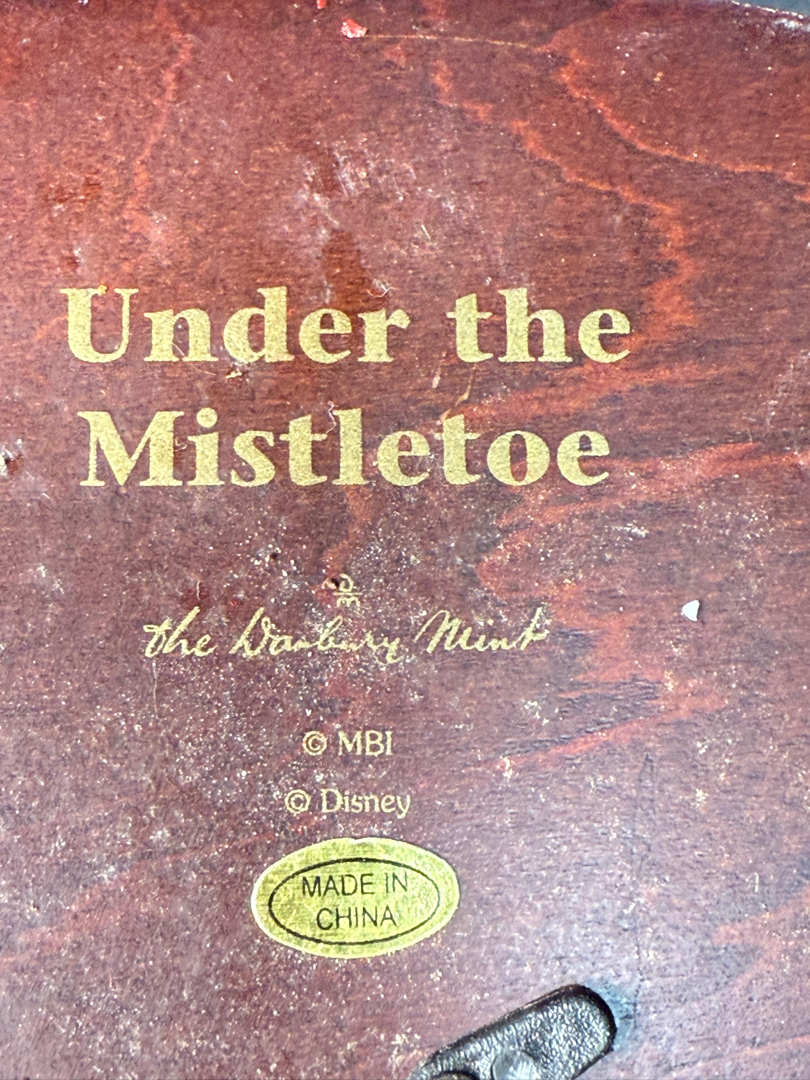 Under the
Mistletoe
the Danbury Mint
© MBI
© Disney
MADE IN
CHINA